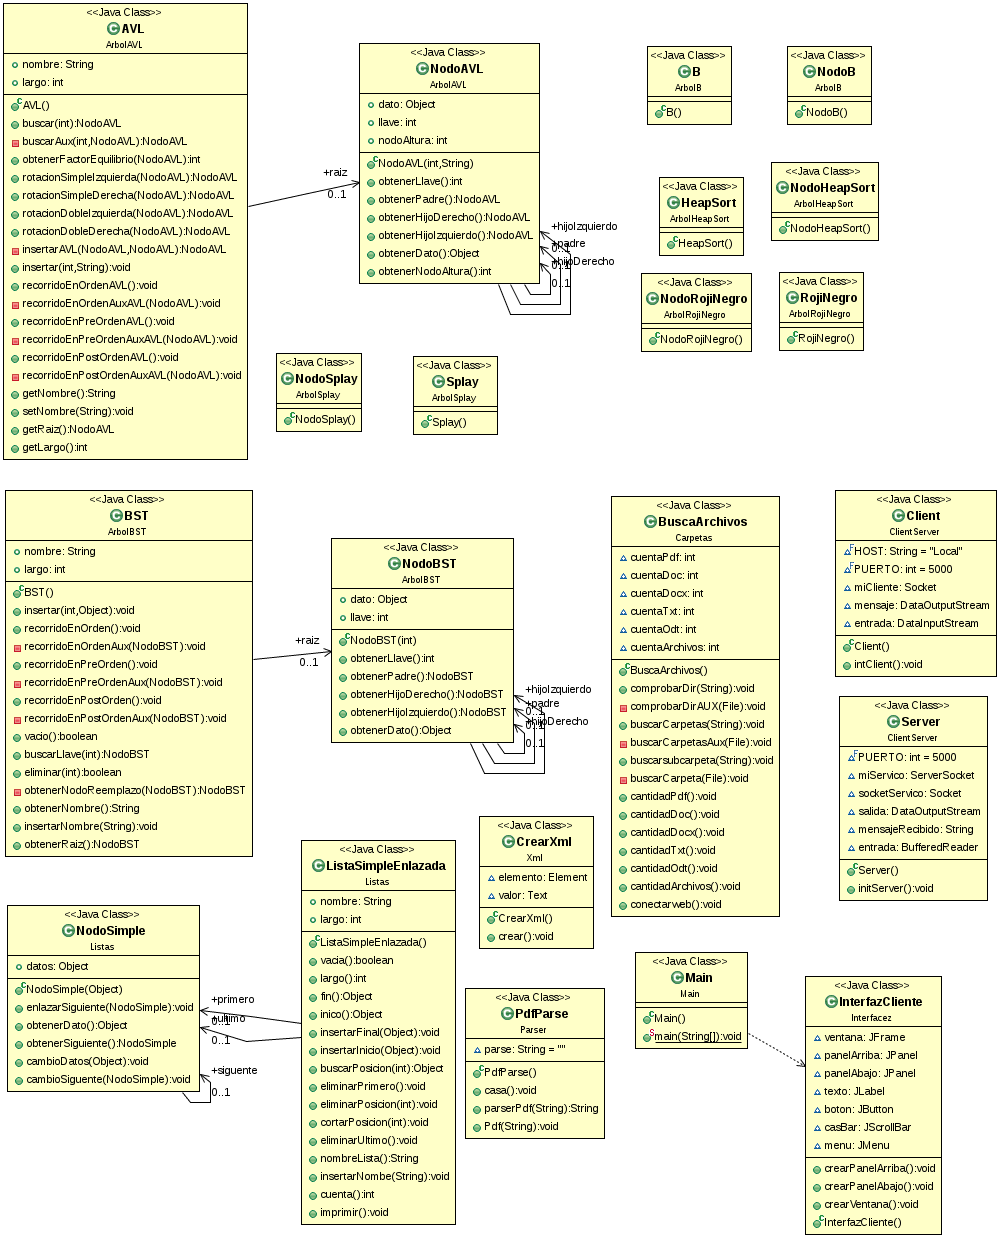 <<Java Class>>
AVL
ArbolAVL
nombre: String
largo: int
AVL()
buscar(int):NodoAVL
buscarAux(int,NodoAVL):NodoAVL
obtenerFactorEquilibrio(NodoAVL):int
rotacionSimpleIzquierda(NodoAVL):NodoAVL
rotacionSimpleDerecha(NodoAVL):NodoAVL
rotacionDobleIzquierda(NodoAVL):NodoAVL
rotacionDobleDerecha(NodoAVL):NodoAVL
insertarAVL(NodoAVL,NodoAVL):NodoAVL
insertar(int,String):void
recorridoEnOrdenAVL():void
recorridoEnOrdenAuxAVL(NodoAVL):void
recorridoEnPreOrdenAVL():void
recorridoEnPreOrdenAuxAVL(NodoAVL):void
recorridoEnPostOrdenAVL():void
recorridoEnPostOrdenAuxAVL(NodoAVL):void
getNombre():String
setNombre(String):void
getRaiz():NodoAVL
getLargo():int
+raiz
0..1
<<Java Class>>
NodoAVL
ArbolAVL
dato: Object
llave: int
nodoAltura: int
NodoAVL(int,String)
obtenerLlave():int
obtenerPadre():NodoAVL
obtenerHijoDerecho():NodoAVL
obtenerHijoIzquierdo():NodoAVL
obtenerDato():Object
obtenerNodoAltura():int
+hijoIzquierdo
+padre
0..1
+hijoDerecho
0..1
0..1
<<Java Class>>
B
ArbolB
B()
<<Java Class>>
NodoB
ArbolB
NodoB()
<<Java Class>>
HeapSort
ArbolHeapSort
HeapSort()
<<Java Class>>
NodoHeapSort
ArbolHeapSort
NodoHeapSort()
<<Java Class>>
NodoRojiNegro
ArbolRojiNegro
NodoRojiNegro()
<<Java Class>>
RojiNegro
ArbolRojiNegro
RojiNegro()
<<Java Class>>
NodoSplay
ArbolSplay
NodoSplay()
<<Java Class>>
Splay
ArbolSplay
Splay()
<<Java Class>>
BST
ArbolBST
nombre: String
largo: int
BST()
insertar(int,Object):void
recorridoEnOrden():void
recorridoEnOrdenAux(NodoBST):void
recorridoEnPreOrden():void
recorridoEnPreOrdenAux(NodoBST):void
recorridoEnPostOrden():void
recorridoEnPostOrdenAux(NodoBST):void
vacio():boolean
buscarLlave(int):NodoBST
eliminar(int):boolean
obtenerNodoReemplazo(NodoBST):NodoBST
obtenerNombre():String
insertarNombre(String):void
obtenerRaiz():NodoBST
+raiz
0..1
<<Java Class>>
NodoBST
ArbolBST
dato: Object
llave: int
NodoBST(int)
obtenerLlave():int
obtenerPadre():NodoBST
obtenerHijoDerecho():NodoBST
obtenerHijoIzquierdo():NodoBST
obtenerDato():Object
+hijoIzquierdo
+padre
0..1
+hijoDerecho
0..1
0..1
<<Java Class>>
BuscaArchivos
Carpetas
cuentaPdf: int
cuentaDoc: int
cuentaDocx: int
cuentaTxt: int
cuentaOdt: int
cuentaArchivos: int
BuscaArchivos()
comprobarDir(String):void
comprobarDirAUX(File):void
buscarCarpetas(String):void
buscarCarpetasAux(File):void
buscarsubcarpeta(String):void
buscarCarpeta(File):void
cantidadPdf():void
cantidadDoc():void
cantidadDocx():void
cantidadTxt():void
cantidadOdt():void
cantidadArchivos():void
conectarweb():void
<<Java Class>>
Client
ClientServer
HOST: String = "Local"
PUERTO: int = 5000
miCliente: Socket
mensaje: DataOutputStream
entrada: DataInputStream
Client()
intClient():void
<<Java Class>>
Server
ClientServer
PUERTO: int = 5000
miServico: ServerSocket
socketServico: Socket
salida: DataOutputStream
mensajeRecibido: String
entrada: BufferedReader
Server()
initServer():void
<<Java Class>>
NodoSimple
Listas
datos: Object
NodoSimple(Object)
enlazarSiguiente(NodoSimple):void
obtenerDato():Object
obtenerSiguiente():NodoSimple
cambioDatos(Object):void
cambioSiguente(NodoSimple):void
+primero
0..1
+ultimo
0..1
+siguente
0..1
<<Java Class>>
ListaSimpleEnlazada
Listas
nombre: String
largo: int
ListaSimpleEnlazada()
vacia():boolean
largo():int
fin():Object
inico():Object
insertarFinal(Object):void
insertarInicio(Object):void
buscarPosicion(int):Object
eliminarPrimero():void
eliminarPosicion(int):void
cortarPosicion(int):void
eliminarUltimo():void
nombreLista():String
insertarNombe(String):void
cuenta():int
imprimir():void
<<Java Class>>
CrearXml
Xml
elemento: Element
valor: Text
CrearXml()
crear():void
<<Java Class>>
PdfParse
Parser
parse: String = ""
PdfParse()
casa():void
parserPdf(String):String
Pdf(String):void
<<Java Class>>
Main
Main
Main()
main(String[]):void
<<Java Class>>
InterfazCliente
Interfacez
ventana: JFrame
panelArriba: JPanel
panelAbajo: JPanel
texto: JLabel
boton: JButton
casBar: JScrollBar
menu: JMenu
crearPanelArriba():void
crearPanelAbajo():void
crearVentana():void
InterfazCliente()